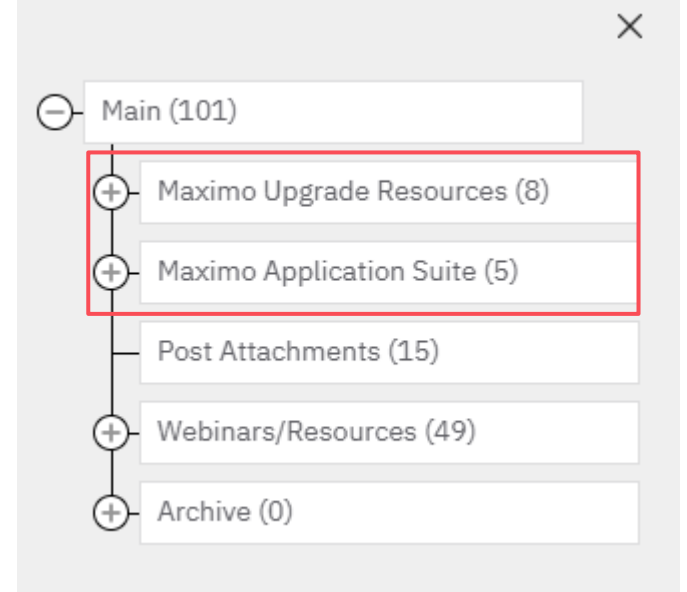 Main (101)
Maximo Upgrade Resources (8)
Maximo Application Suite (5)
Post Attachments (15)
Webinars/Resources (49)
Archive (0)